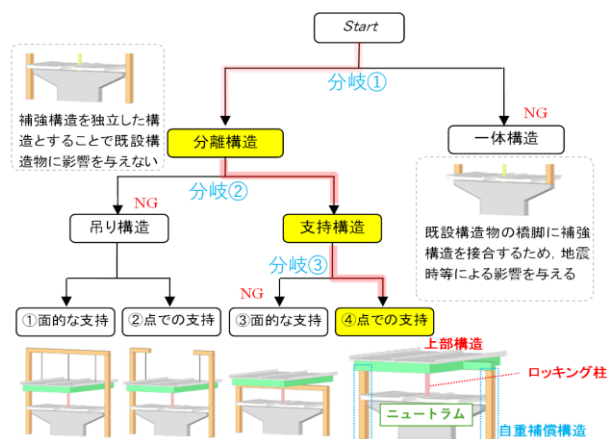 Start
分岐①
補強構造を独立した構
造とすることで既設構
造物に影響を与えない
分離構造
NG
一体構造
分岐②
NG
吊り構造
支持構造
既設構造物の橋脚に補強
構造を接合するため,地震
時等による影響を与える
分岐③
NG
①面的な支持
②点での支持
③面的な支持
④点での支持
上部構造
ロッキング柱
ニュートラム
自重補償構造